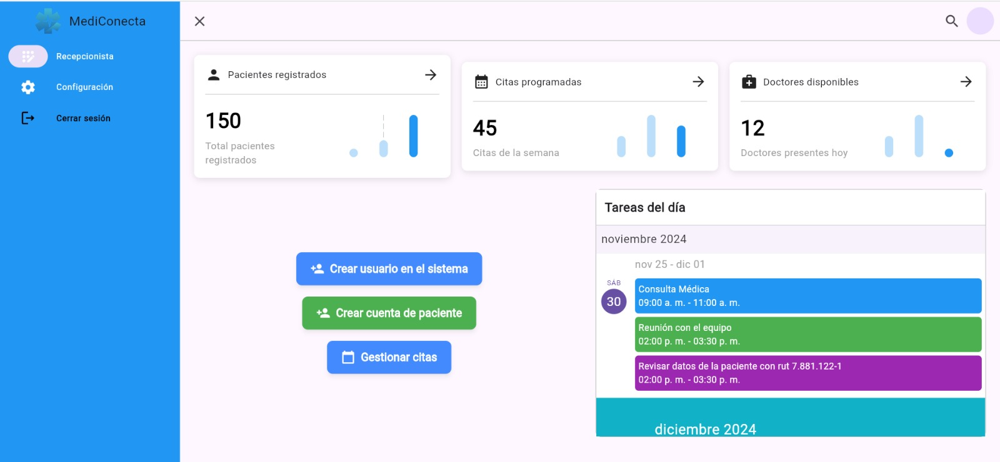 MediConecta
Recepcionista
Configuración
Cerrar sesión
Pacientes registrados
150
Total pacientes
registrados
Citas programadas
45
Citas de la semana
Doctores disponibles
12
Doctores presentes hoy
Crear usuario en el sistema
Crear cuenta de paciente
Gestionar citas
Tareas del día
noviembre 2024
nov 25 - dic 01
SÁB
30
Consulta Médica
09:00 a. m. - 11:00 a. m.
Reunión con el equipo
02:00 p. m. - 03:30 p. m.
Revisar datos de la paciente con rut 7.881.122-1
02:00 p. m. - 03:30 p. m.
diciembre 2024